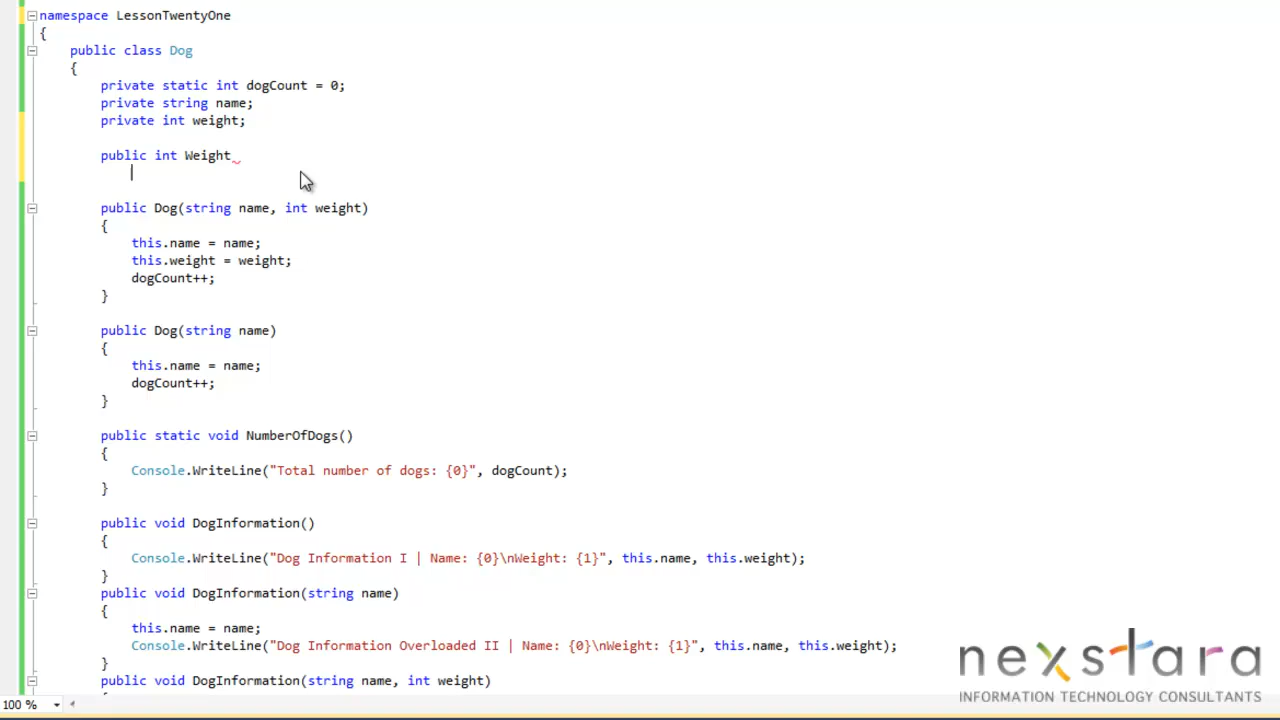 namespace LessonTwentyOne
{
public class Dog
{
private static int dogCount = 0;
private string name;
private int weight;
public int Weight
public Dog(string name, int weight)
{
this.name = name;
this.weight = weight;
dogCount++;
}
public Dog(string name)
{
this.name = name;
dogCount++;
}
public static void NumberOfDogs()
{
Console.WriteLine("Total number of dogs: {0}", dogCount);
}
public void DogInformation()
{
Console.WriteLine("Dog Information I | Name: {0}\nWeight: {1}", this.name, this.weight);
}
public void DogInformation(string name)
{
this.name = name;
Console.WriteLine("Dog Information Overloaded II | Name: {0}\nWeight: {1}", this.name, this.weight);
}
public void DogInformation(string name, int weight)
100 %
nexstara
INFORMATION TECHNOLOGY CONSULTANTS